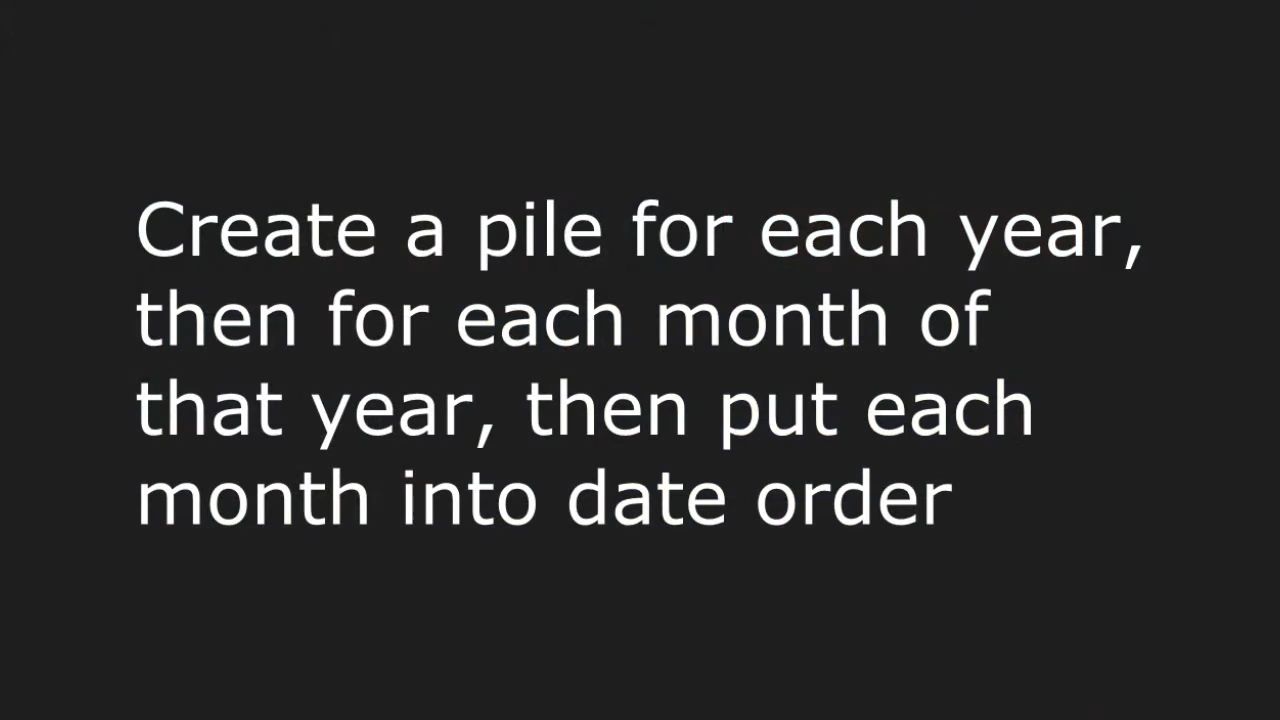 Create a pile for each year,
then for each month of
that year, then put each
month into date order